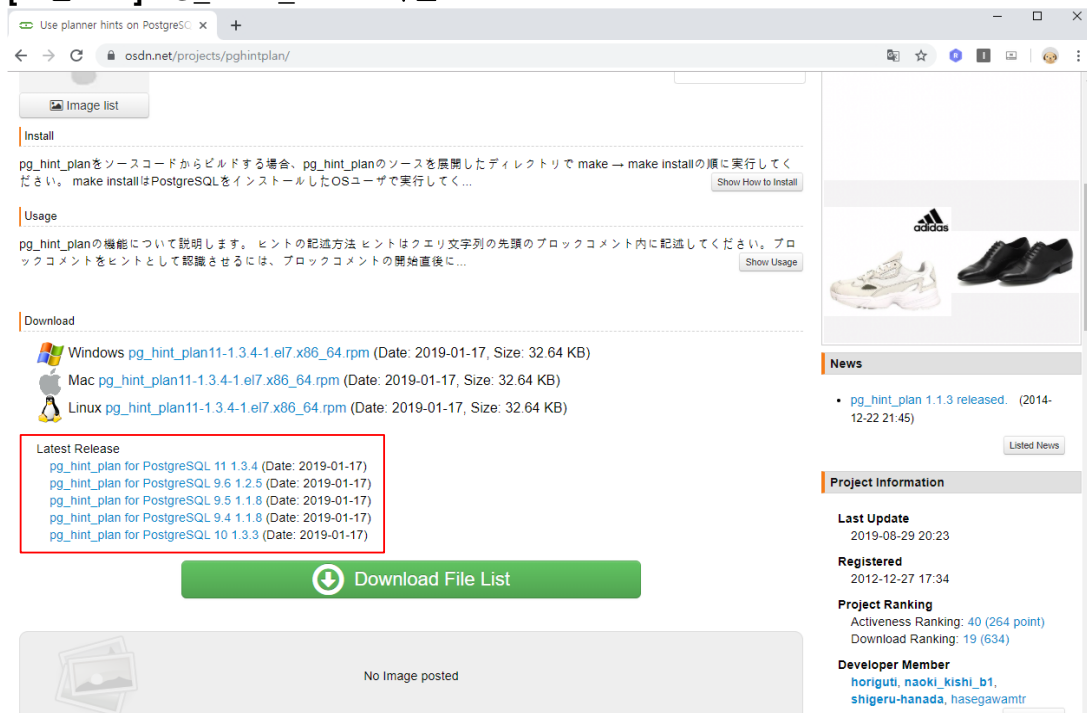 Use planner hints on PostgreSQ
osdn.net/projects/pghintplan/
Image list
Install
pg_hint_planをソースコードからビルドする場合、pg_hint_planのソースを展開したディレクトリで make → make installの順に実行してく
ださい。 make installはPostgreSQLをインストールしたOSユーザで実行してく...
Show How to Install
Usage
pg_hint_planの機能について説明します。 ヒントの記述方法 ヒントはクエリ文字列の先頭のブロックコメント内に記述してください。ブロ
ックコメントをヒントとして認識させるには、ブロックコメントの開始直後に...
Show Usage
Download
Windows pg_hint_plan11-1.3.4-1.el7.x86_64.rpm (Date: 2019-01-17, Size: 32.64 KB)
Mac pg_hint_plan11-1.3.4-1.el7.x86_64.rpm (Date: 2019-01-17, Size: 32.64 KB)
Linux pg_hint_plan11-1.3.4-1.el7.x86_64.rpm (Date: 2019-01-17, Size: 32.64 KB)
Latest Release
pg_hint_plan for PostgreSQL 11 1.3.4 (Date: 2019-01-17)
pg_hint_plan for PostgreSQL 9.6 1.2.5 (Date: 2019-01-17)
pg_hint_plan for PostgreSQL 9.5 1.1.8 (Date: 2019-01-17)
pg_hint_plan for PostgreSQL 9.4 1.1.8 (Date: 2019-01-17)
pg_hint_plan for PostgreSQL 10 1.3.3 (Date: 2019-01-17)
Download File List
No Image posted
adidas
News
pg_hint_plan 1.1.3 released. (2014-
12-22 21:45)
Listed News
Project Information
Last Update
2019-08-29 20:23
Registered
2012-12-27 17:34
Project Ranking
Activeness Ranking: 40 (264 point)
Download Ranking: 19 (634)
Developer Member
horiguti, naoki_kishi_b1,
shigeru-hanada, hasegawamtr